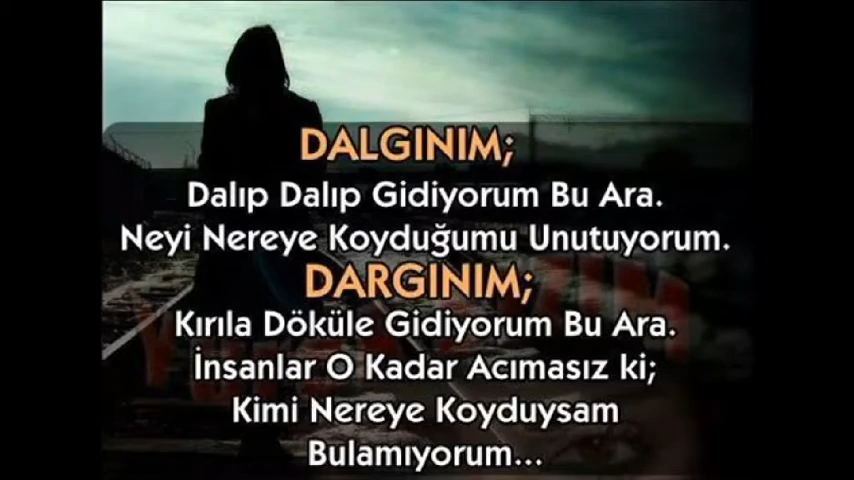 DALGINIM;
Dalıp Dalıp Gidiyorum Bu Ara.
Neyi Nereye Koyduğumu Unutuyorum.
DARGINIM;
Kırıla Döküle Gidiyorum Bu Ara.
İnsanlar O Kadar Acımasız ki;
Kimi Nereye Koyduysam
Bulamıyorum...